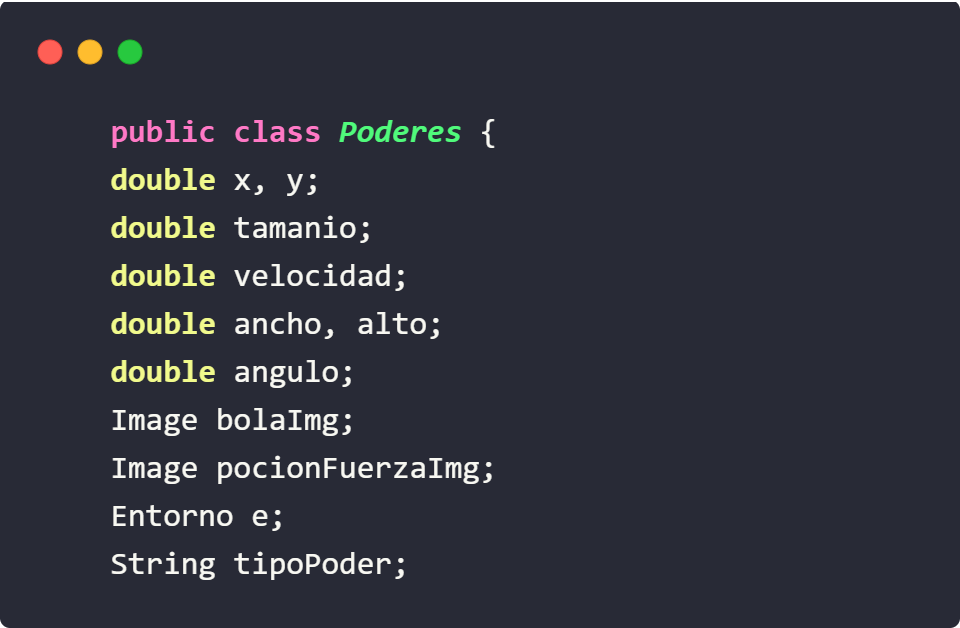 public class Poderes {
double x, y;
double tamanio;
double velocidad;
double ancho, alto;
double angulo;
Image bolaImg;
Image pocionFuerzaImg;
Entorno e;
String tipoPoder;